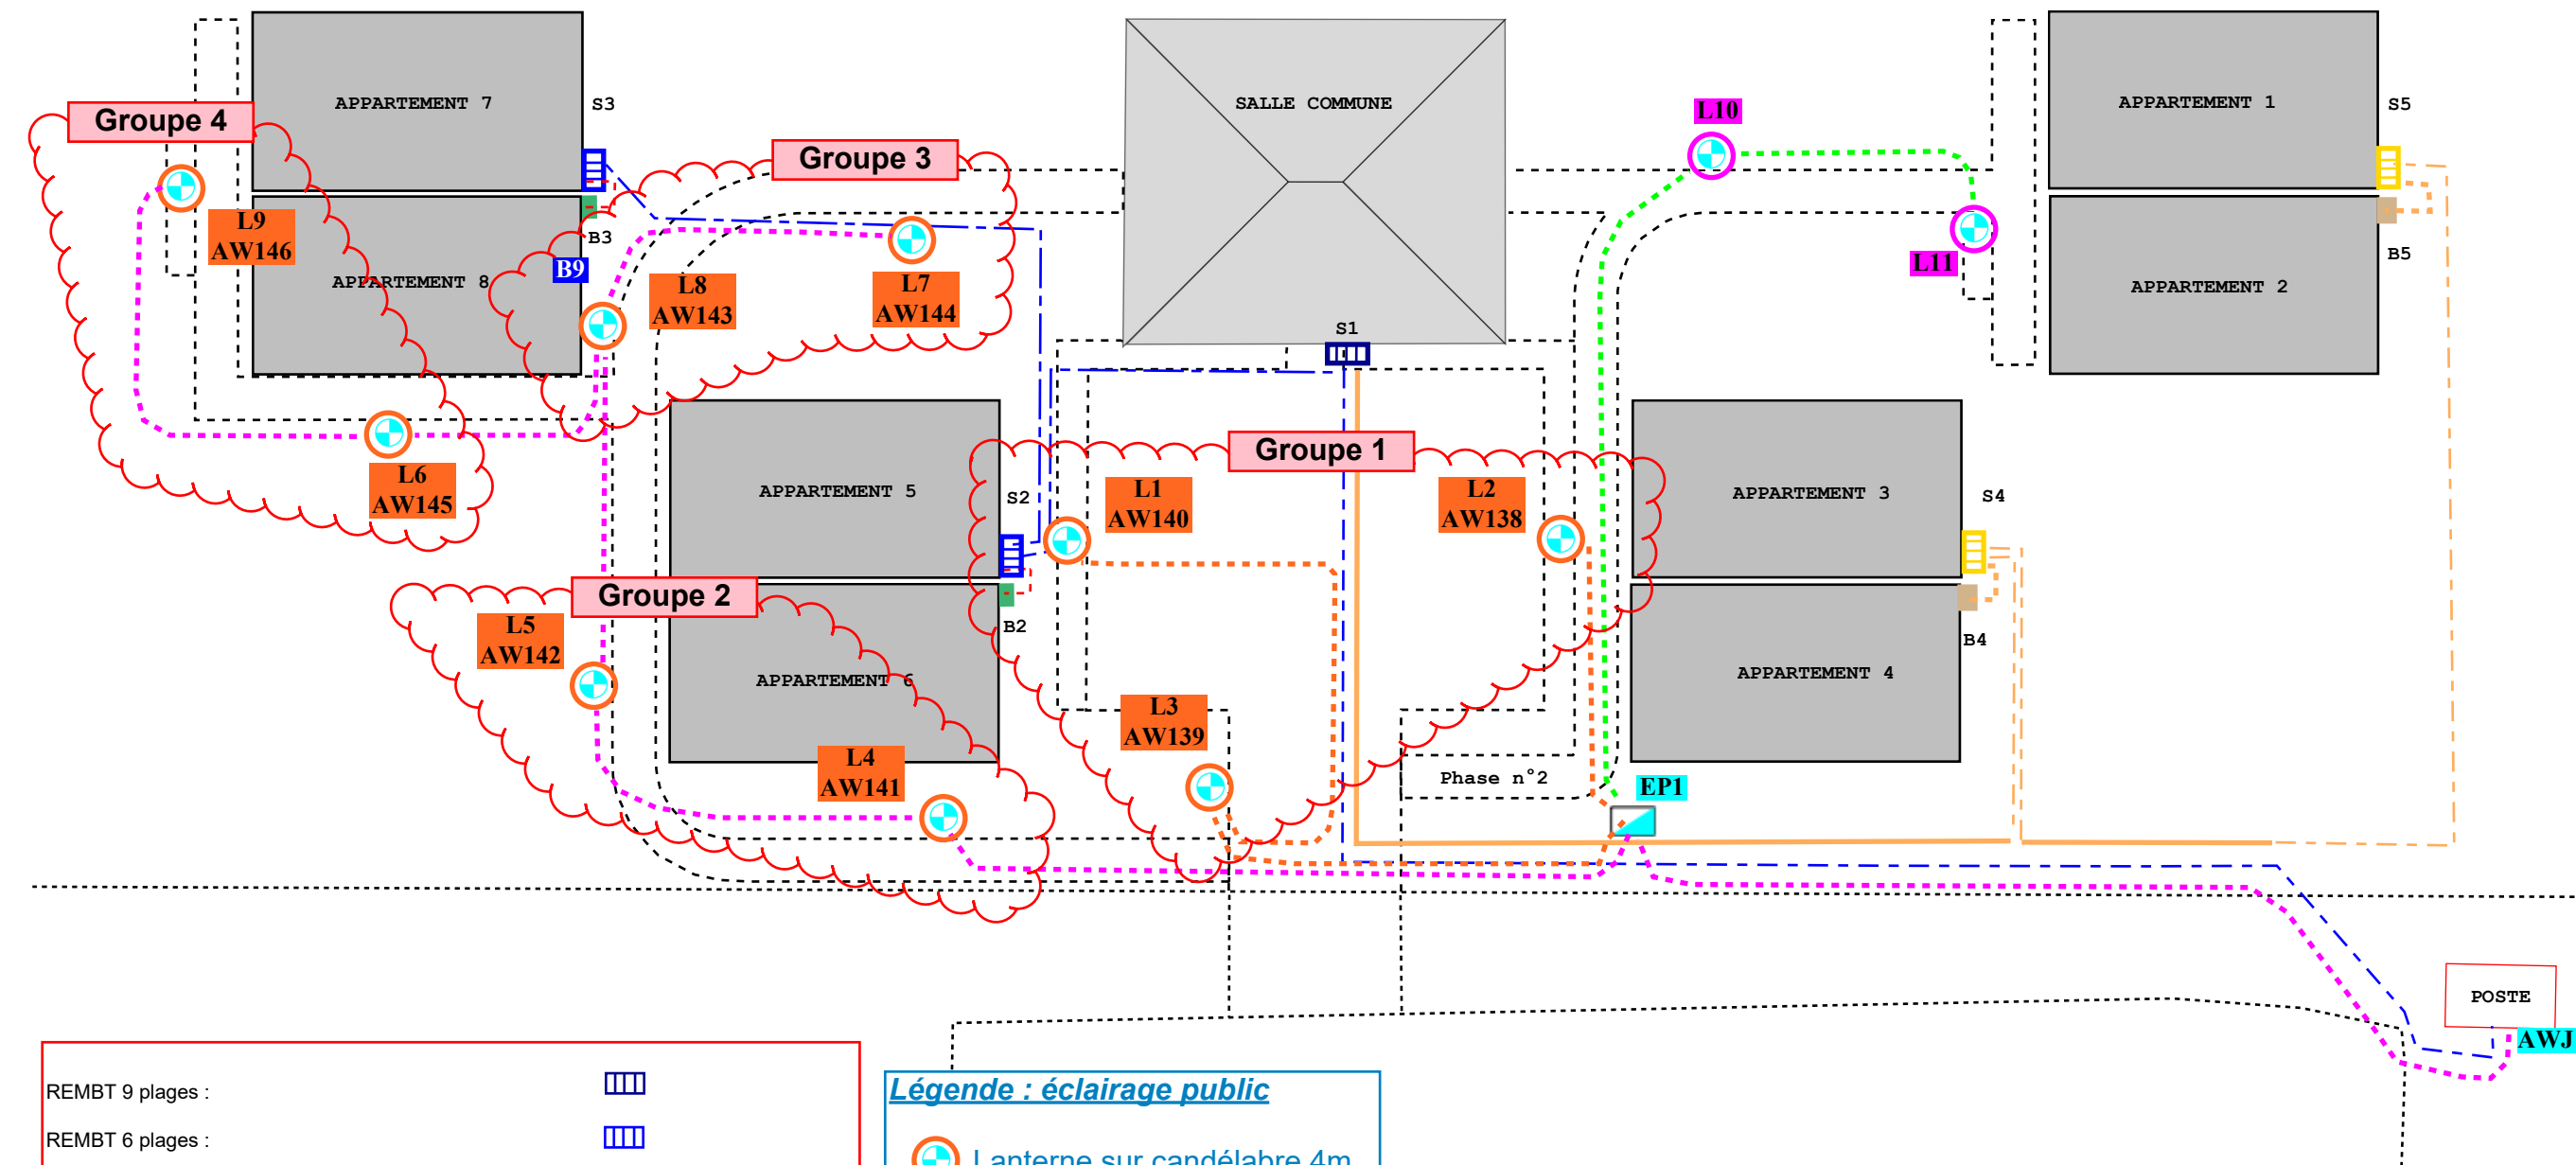 APPARTEMENT 7
S3
Groupe 4
L9
AW146
APPARTEMENT 8
B3
B9
Groupe 3
L8
AW143
L7
AW144
SALLE COMMUNE
S1
L10
L11
APPARTEMENT 1
S5
APPARTEMENT 2
B5
L6
AW145
APPARTEMENT 5
S2
Groupe 1
L1
AW140
L2
AW138
APPARTEMENT 3
S4
Groupe 2
L5
AW142
APPARTEMENT 6
B2
L4
AW141
L3
AW139
APPARTEMENT 4
B4
Phase n°2
EP1
POSTE
AWJ
REMBT 9 plages :
REMBT 6 plages :
Légende : éclairage public
Lanterne sur candélabre 4m